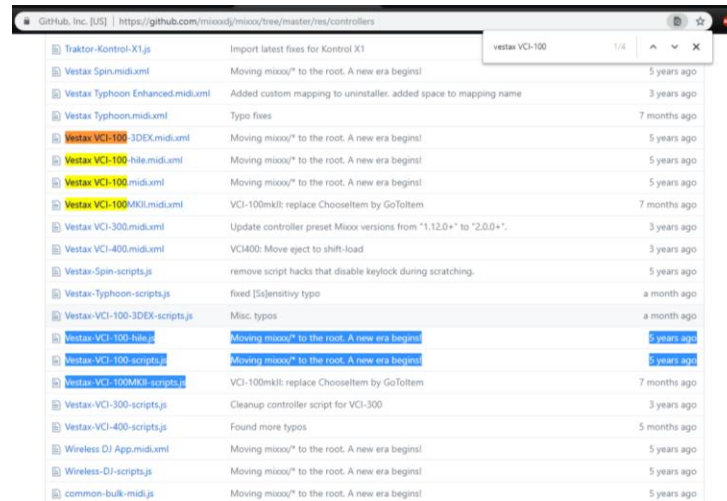 GitHub, Inc. [US] | https://github.com/mixxxdj/mixxx/tree/master/res/controllers
vestax VCI-100 1/4
Traktor-Kontrol-X1.js Import latest fixes for Kontrol X1
Vestax Spin.midi.xml Moving mixxx/* to the root. A new era begins! 5 years ago
Vestax Typhoon Enhanced.midi.xml Added custom mapping to uninstaller. added space to mapping name 3 years ago
Vestax Typhoon.midi.xml Typo fixes 7 months ago
Vestax VCI-100-3DEX.midi.xml Moving mixxx/* to the root. A new era begins! 5 years ago
Vestax VCI-100-hile.midi.xml Moving mixxx/* to the root. A new era begins! 5 years ago
Vestax VCI-100.midi.xml Moving mixxx/* to the root. A new era begins! 5 years ago
Vestax VCI-100MKII.midi.xml VCI-100mkII: replace ChooseItem by GoToItem 7 months ago
Vestax VCI-300.midi.xml Update controller preset Mixxx versions from "1.12.0+" to "2.0.0+". 3 years ago
Vestax VCI-400.midi.xml VCI400: Move eject to shift-load 3 years ago
Vestax-Spin-scripts.js remove script hacks that disable keylock during scratching. 5 years ago
Vestax-Typhoon-scripts.js fixed [Ss]ensitivy typo a month ago
Vestax-VCI-100-3DEX-scripts.js Misc. typos a month ago
Vestax-VCI-100-hile.js Moving mixxx/* to the root. A new era begins! 5 years ago
Vestax-VCI-100-scripts.js Moving mixxx/* to the root. A new era begins! 5 years ago
Vestax-VCI-100MKII-scripts.js VCI-100mkII: replace ChooseItem by GoToItem 7 months ago
Vestax-VCI-300-scripts.js Cleanup controller script for VCI-300 3 years ago
Vestax-VCI-400-scripts.js Found more typos 5 months ago
Wireless DJ App.midi.xml Moving mixxx/* to the root. A new era begins! 5 years ago
Wireless-DJ-scripts.js Moving mixxx/* to the root. A new era begins! 5 years ago
common-bulk-midi.js Moving mixxx/* to the root. A new era begins! 5 years ago